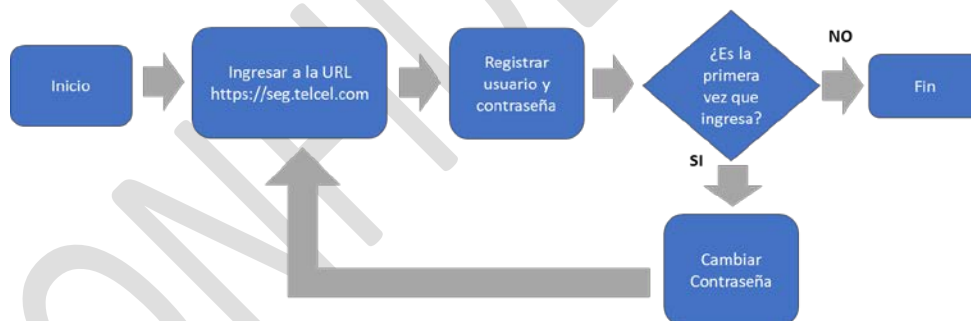 Inicio
Ingresar a la URL
https://seg.telcel.com
Registrar
usuario y
contraseña
¿Es la
primera
vez que
ingresa?
NO
Fin
SI
Cambiar
Contraseña